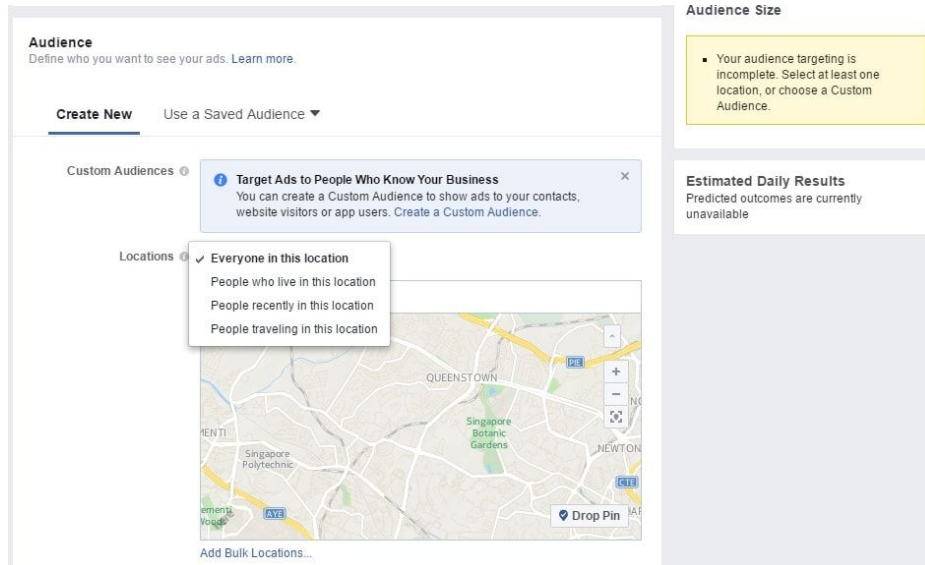 Audience
Define who you want to see your ads. Learn more.
Create New
Use a Saved Audience
Custom Audiences
Target Ads to People Who Know Your Business
You can create a Custom Audience to show ads to your contacts,
website visitors or app users. Create a Custom Audience.
Locations
Everyone in this location
People who live in this location
People recently in this location
People traveling in this location
PIE
QUEENSTOWN
Singapore
Botanic
Gardens
NEWTON
MENTI
Singapore
Polytechnic
CTE
ementi
Woods
AYE
Drop Pin
Add Bulk Locations...
Audience Size
Your audience targeting is
incomplete. Select at least one
location, or choose a Custom
Audience.
Estimated Daily Results
Predicted outcomes are currently
unavailable